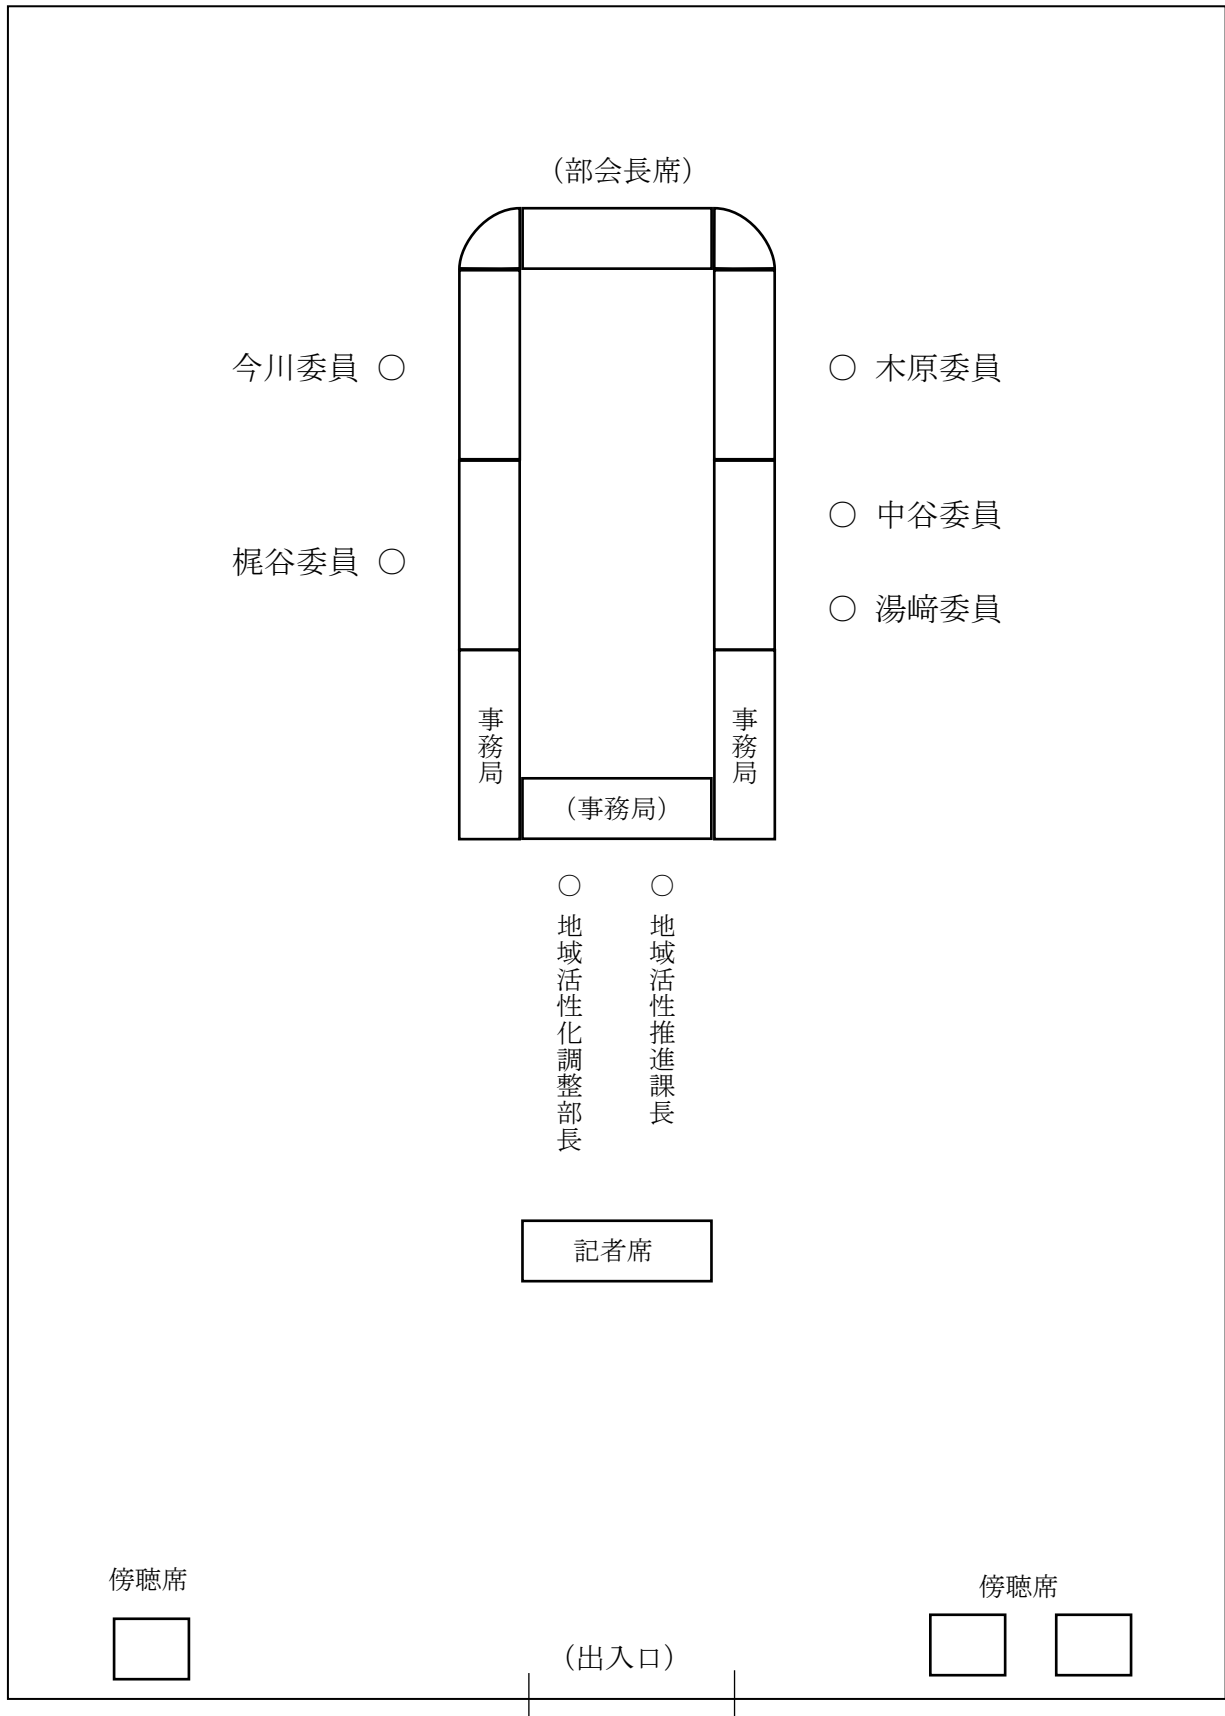 （部会長席）
今川委員 ○
○ 木原委員
○ 中谷委員
梶谷委員 ○
○ 湯﨑委員
事務局
事務局
（事務局）
○ 地域活性化調整部長
○ 地域活性推進課長
記者席
傍聴席
傍聴席
（出入口）